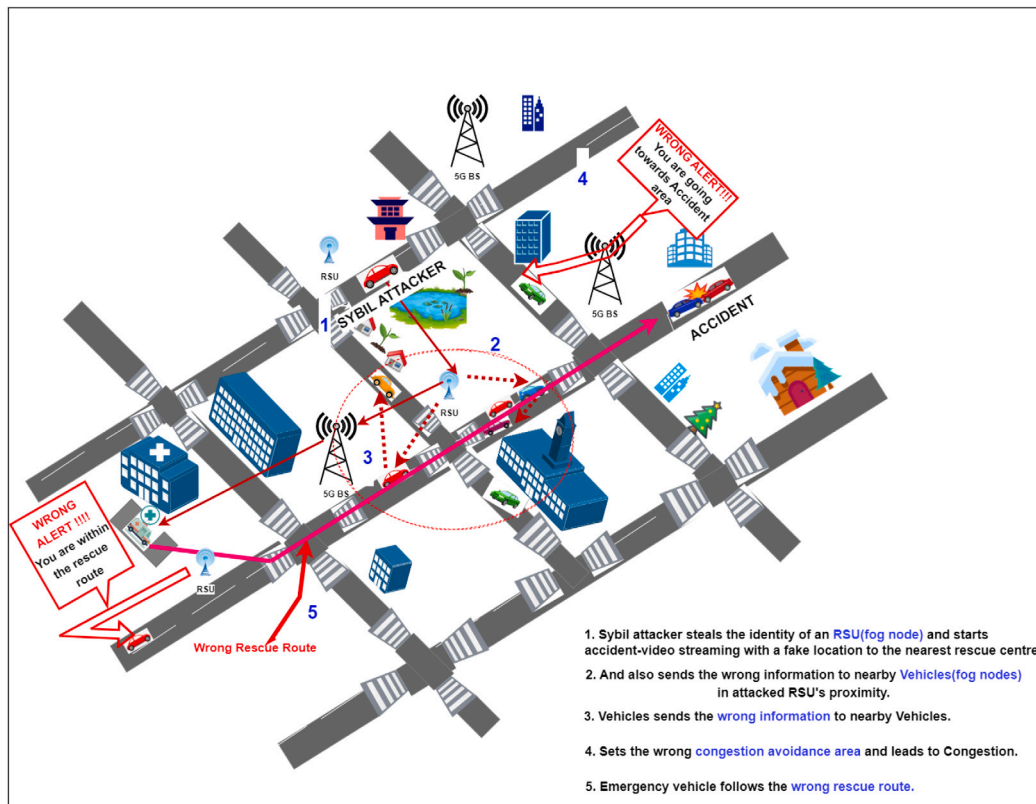 5G BS
4
WRONG ALERT!!!
You are going
towards Accident
area
RSU
SYBIL ATTACKER
1
5G BS
ACCIDENT
2
RSU
3
5G BS
WRONG
ALERT !!!!
You are within
the rescue
route
RSU
5
Wrong Rescue Route
1. Sybil attacker steals the identity of an RSU(fog node) and starts
accident-video streaming with a fake location to the nearest rescue centre
2. And also sends the wrong information to nearby Vehicles(fog nodes)
in attacked RSU's proximity.
3. Vehicles sends the wrong information to nearby Vehicles.
4. Sets the wrong congestion avoidance area and leads to Congestion.
5. Emergency vehicle follows the wrong rescue route.